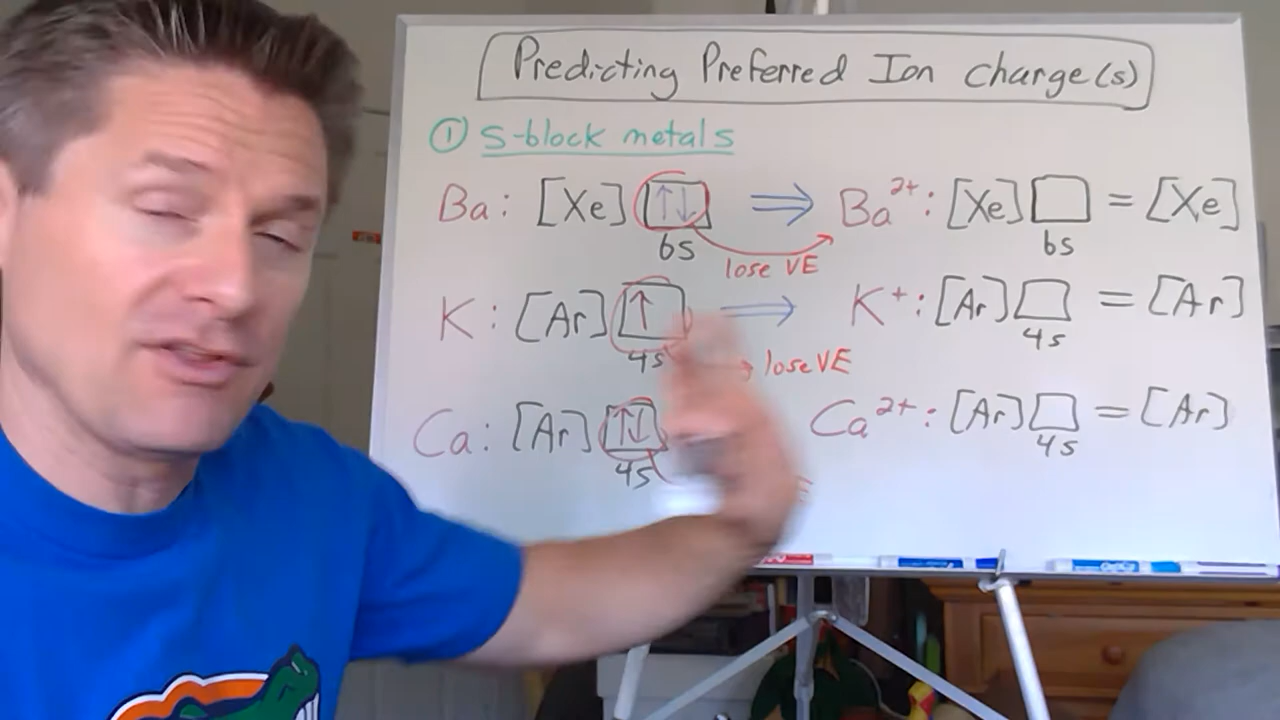 Predicting Preferred Ion Charge(s)
① S-block metals
Ba: [Xe] ↑↓ ⇒ Ba²⁺: [Xe] = [Xe]
6s lose VE 6s
K: [Ar] ↑ ⇒ K⁺: [Ar] = [Ar]
4s → lose VE 4s
Ca: [Ar] ↑↓ Ca²⁺: [Ar] = [Ar]
4s 4s